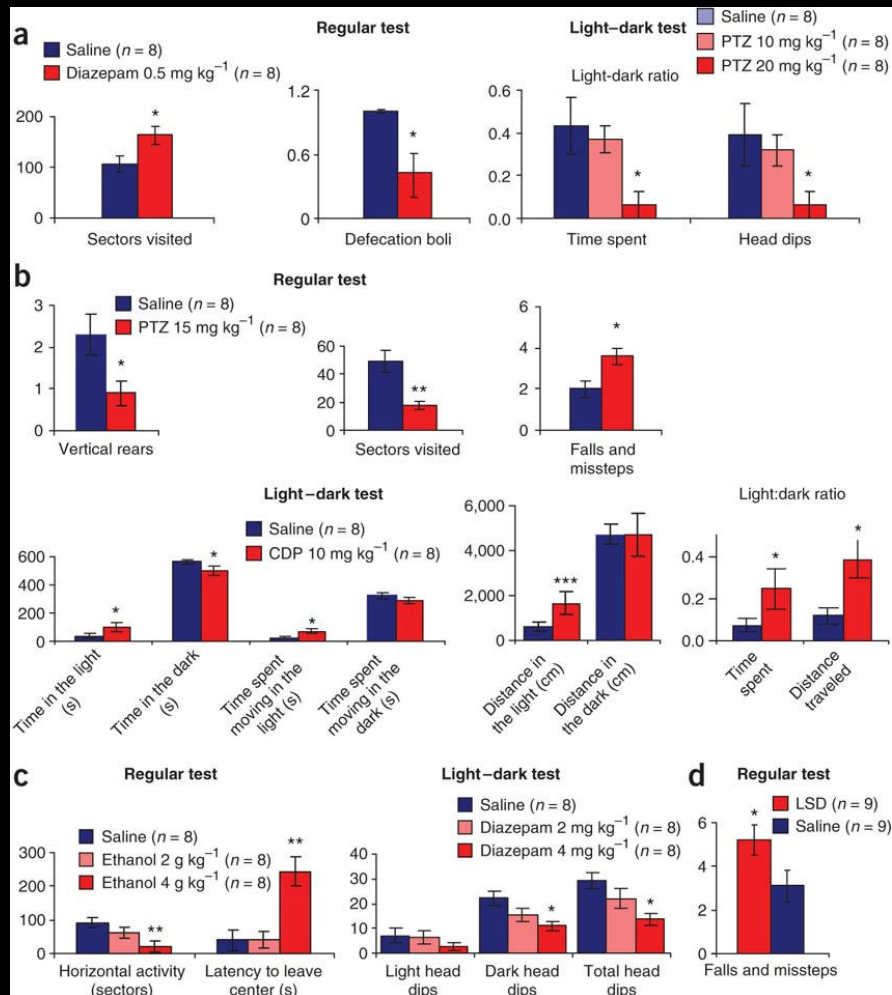 a
Regular test
Light-dark test
Saline (n = 8)
Diazepam 0.5 mg kg⁻¹ (n = 8)
Saline (n = 8)
PTZ 10 mg kg⁻¹ (n = 8)
PTZ 20 mg kg⁻¹ (n = 8)
Light-dark ratio
200
100
0
*
Sectors visited
1.2
0.6
0
*
Defecation boli
0.6
0.4
0.2
0.0
*
*
Time spent
Head dips
b
Regular test
Saline (n = 8)
PTZ 15 mg kg⁻¹ (n = 8)
3
2
1
0
*
Vertical rears
60
40
20
0
**
Sectors visited
6
4
2
0
*
Falls and
missteps
Light–dark test
Saline (n = 8)
CDP 10 mg kg⁻¹ (n = 8)
600
400
200
0
*
*
*
Time in the light
(s)
Time in the dark
(s)
Time spent
moving in the
light (s)
Time spent
moving in the
dark (s)
6,000
4,000
2,000
0
***
Distance in
the light (cm)
Distance in
the dark (cm)
Light:dark ratio
0.4
0.2
0.0
*
*
Time
spent
Distance
traveled
c
Regular test
Saline (n = 8)
Ethanol 2 g kg⁻¹ (n = 8)
Ethanol 4 g kg⁻¹ (n = 8)
300
200
100
0
**
**
Horizontal activity
(sectors)
Latency to leave
center (s)
Light–dark test
Saline (n = 8)
Diazepam 2 mg kg⁻¹ (n = 8)
Diazepam 4 mg kg⁻¹ (n = 8)
40
30
20
10
0
*
*
Light head
dips
Dark head
dips
Total head
dips
d
Regular test
LSD (n = 9)
Saline (n = 9)
6
4
2
0
*
Falls and missteps